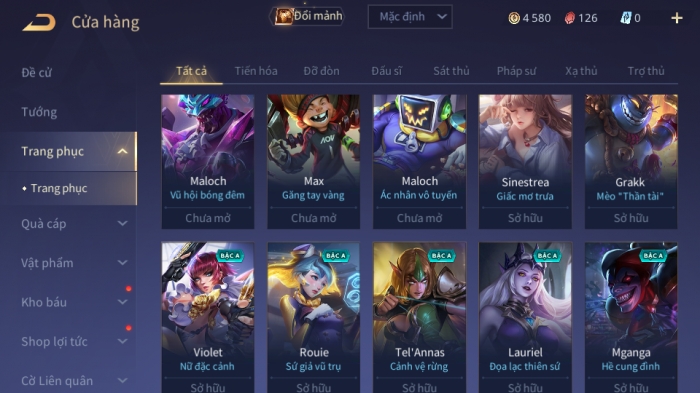 Cửa hàng
Đổi mảnh
Mặc định
4 580
126
0
Đề cử
Tướng
Trang phục
Trang phục
Quà cáp
Vật phẩm
Kho báu
Shop lợi tức
Cờ Liên quân
Tất cả
Tiến hóa
Đỡ đòn
Đấu sĩ
Sát thủ
Pháp sư
Xạ thủ
Trợ thủ
Maloch
Vũ hội bóng đêm
Chưa mở
AOV
Max
Găng tay vàng
Chưa mở
Maloch
Ác nhân vô tuyến
Chưa mở
Sinestrea
Giấc mơ trưa
Sở hữu
Grakk
Mèo "Thần tài"
Sở hữu
Violet
Nữ đặc cảnh
Sở hữu
BẬC A
Rouie
Sứ giả vũ trụ
Sở hữu
BẬC A
Tel'Annas
Cảnh vệ rừng
Sở hữu
BẬC A
Lauriel
Đọa lạc thiên sứ
Sở hữu
BẬC A
Mganga
Hề cung đình
Sở hữu
BẬC A